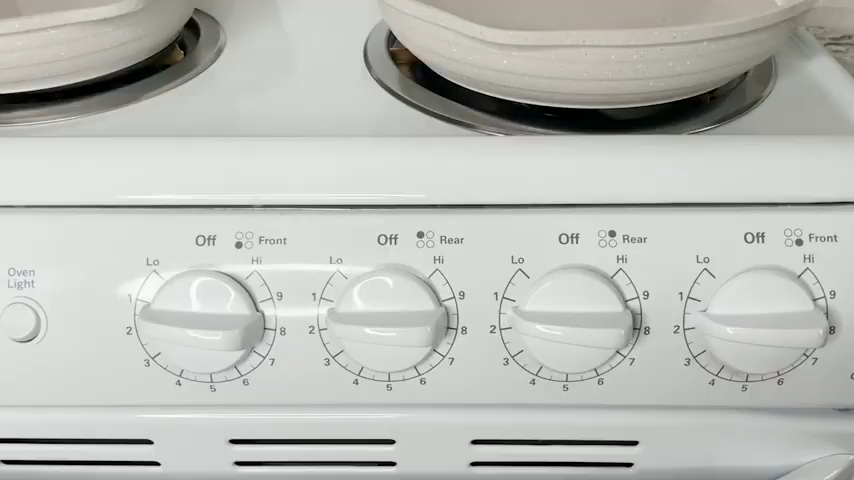 Oven
Light
Off Front
Lo Hi
1 2 3 4 5 6 7 8 9
Off Rear
Lo Hi
1 2 3 4 5 6 7 8 9
Off Rear
Lo Hi
1 2 3 4 5 6 7 8 9
Off Front
Lo Hi
1 2 3 4 5 6 7 8 9